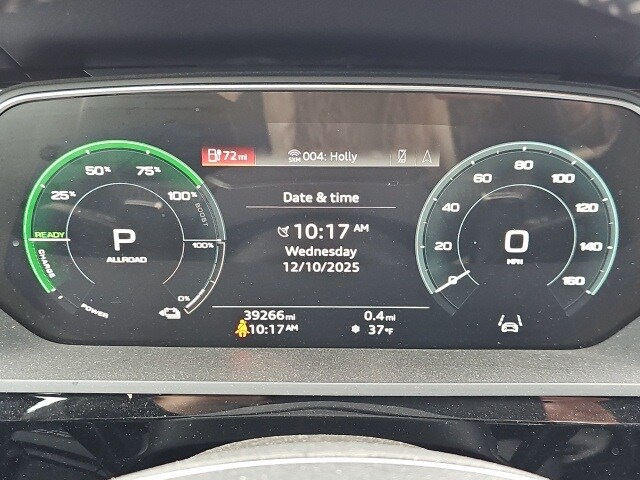 72 mi
SXM 004: Holly
25%
50%
75%
100%
BOOST
READY
CHARGE
POWER
P
ALLROAD
100%
0%
Date & time
10:17 AM
Wednesday
12/10/2025
39266 mi
0.4 mi
10:17 AM
37°F
0
20
40
60
80
100
120
140
160
0
MPH